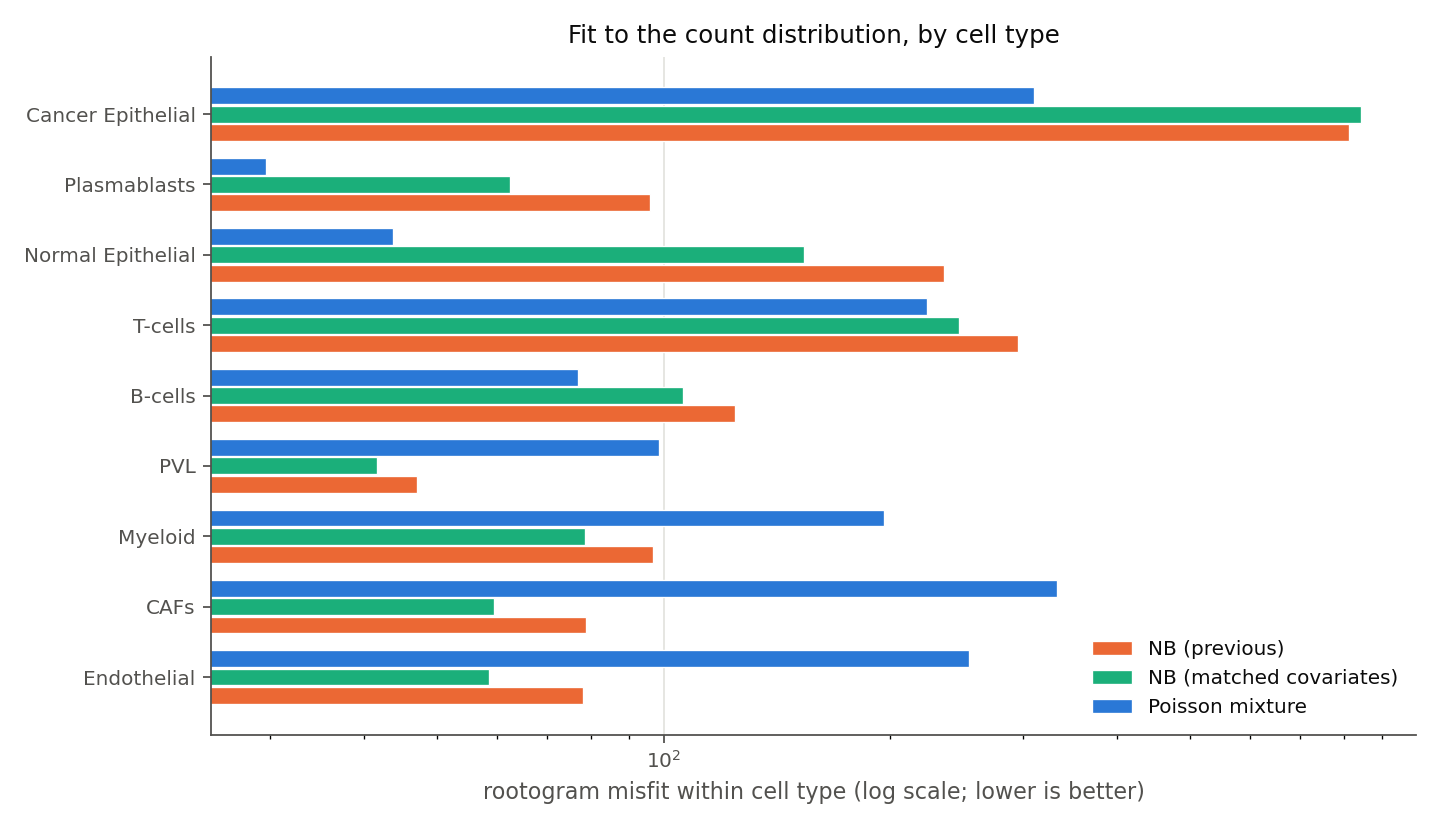 Fit to the count distribution, by cell type
Cancer Epithelial
Plasmablasts
Normal Epithelial
T-cells
B-cells
PVL
Myeloid
CAFs
Endothelial
NB (previous)
NB (matched covariates)
Poisson mixture
10²
rootogram misfit within cell type (log scale; lower is better)